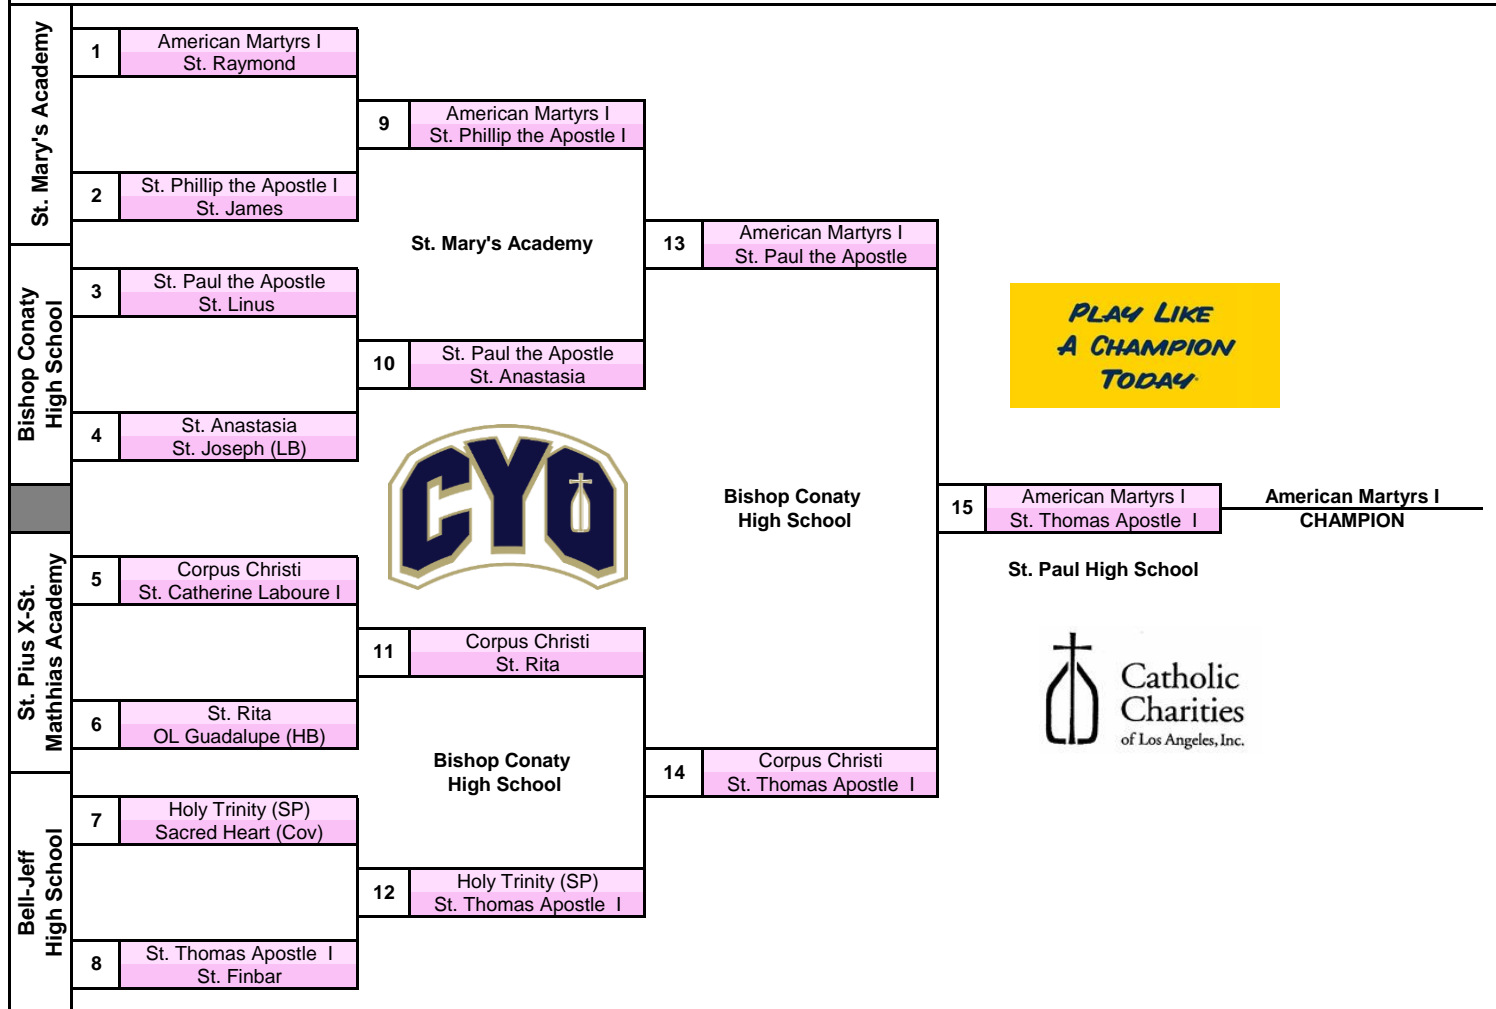 St. Mary's Academy
1
American Martyrs I
St. Raymond
9
American Martyrs I
St. Phillip the Apostle I
2
St. Phillip the Apostle I
St. James
St. Mary's Academy
13
American Martyrs I
St. Paul the Apostle
Bishop Conaty
High School
3
St. Paul the Apostle
St. Linus
PLAY LIKE
A CHAMPION
TODAY
10
St. Paul the Apostle
St. Anastasia
4
St. Anastasia
St. Joseph (LB)
CYO
Bishop Conaty
High School
15
American Martyrs I
St. Thomas Apostle I
American Martyrs I
CHAMPION
St. Paul High School
St. Pius X-St.
Mathhias Academy
5
Corpus Christi
St. Catherine Laboure I
11
Corpus Christi
St. Rita
Catholic
Charities
of Los Angeles, Inc.
6
St. Rita
OL Guadalupe (HB)
Bishop Conaty
High School
14
Corpus Christi
St. Thomas Apostle I
Bell-Jeff
High School
7
Holy Trinity (SP)
Sacred Heart (Cov)
12
Holy Trinity (SP)
St. Thomas Apostle I
8
St. Thomas Apostle I
St. Finbar